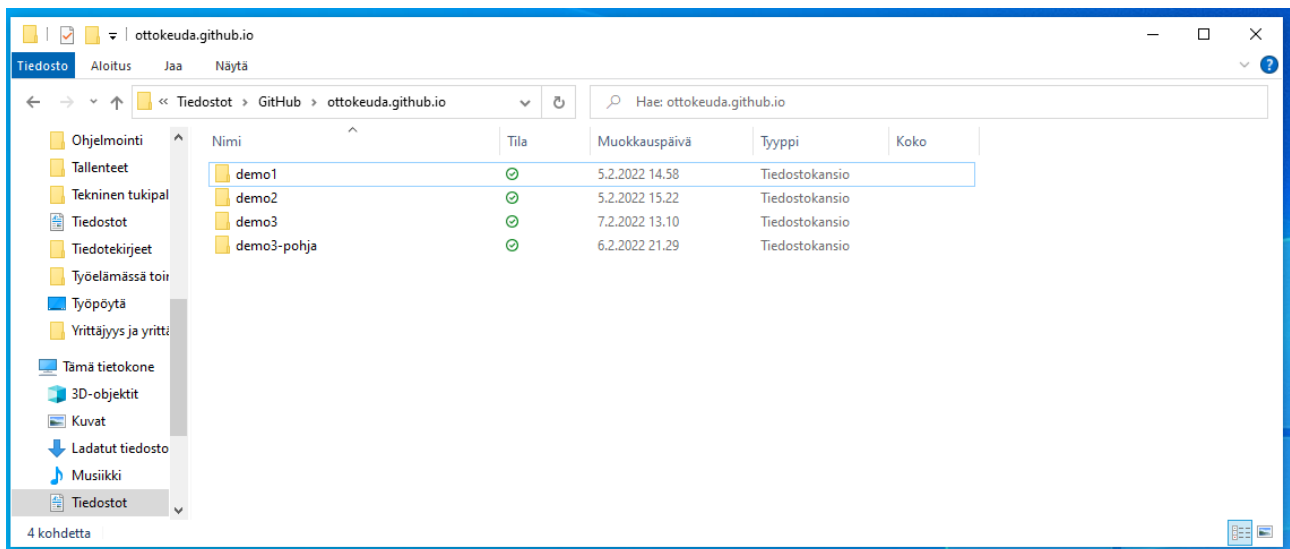 ottokeuda.github.io
Tiedosto Aloitus Jaa Näytä
« Tiedostot › GitHub › ottokeuda.github.io Hae: ottokeuda.github.io
Ohjelmointi
Tallenteet
Tekninen tukipal
Tiedostot
Tiedotekirjeet
Työelämässä toir
Työpöytä
Yrittäjyys ja yrittä
Tämä tietokone
3D-objektit
Kuvat
Ladatut tiedosto
Musiikki
Tiedostot
Nimi Tila Muokkauspäivä Tyyppi Koko
demo1 5.2.2022 14.58 Tiedostokansio
demo2 5.2.2022 15.22 Tiedostokansio
demo3 7.2.2022 13.10 Tiedostokansio
demo3-pohja 6.2.2022 21.29 Tiedostokansio
4 kohdetta